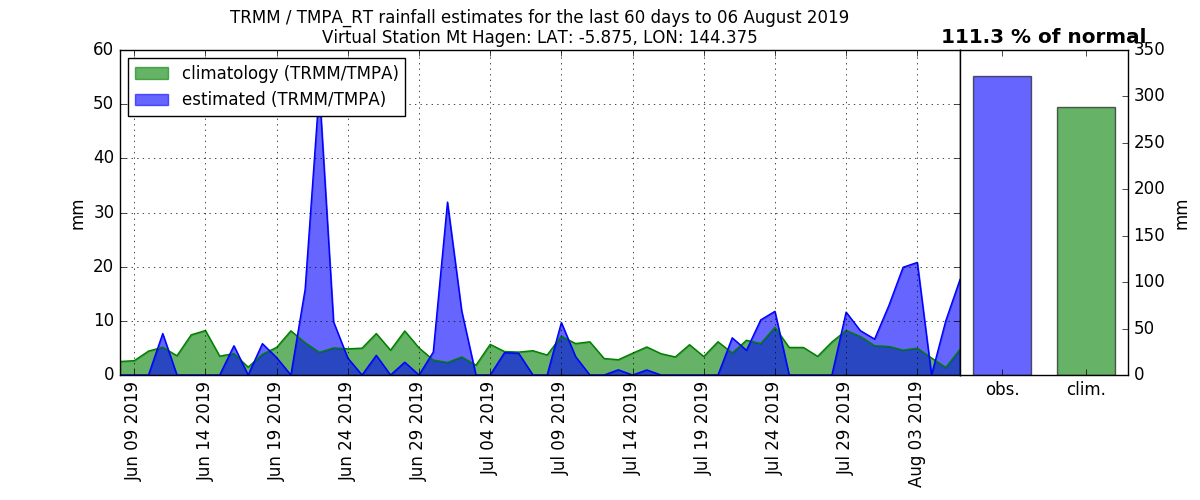 TRMM / TMPA_RT rainfall estimates for the last 60 days to 06 August 2019
Virtual Station Mt Hagen: LAT: -5.875, LON: 144.375
111.3 % of normal
climatology (TRMM/TMPA)
estimated (TRMM/TMPA)
mm
60
50
40
30
20
10
0
Jun 09 2019
Jun 14 2019
Jun 19 2019
Jun 24 2019
Jun 29 2019
Jul 04 2019
Jul 09 2019
Jul 14 2019
Jul 19 2019
Jul 24 2019
Jul 29 2019
Aug 03 2019
obs.
clim.
350
300
250
200
150
100
50
0
mm